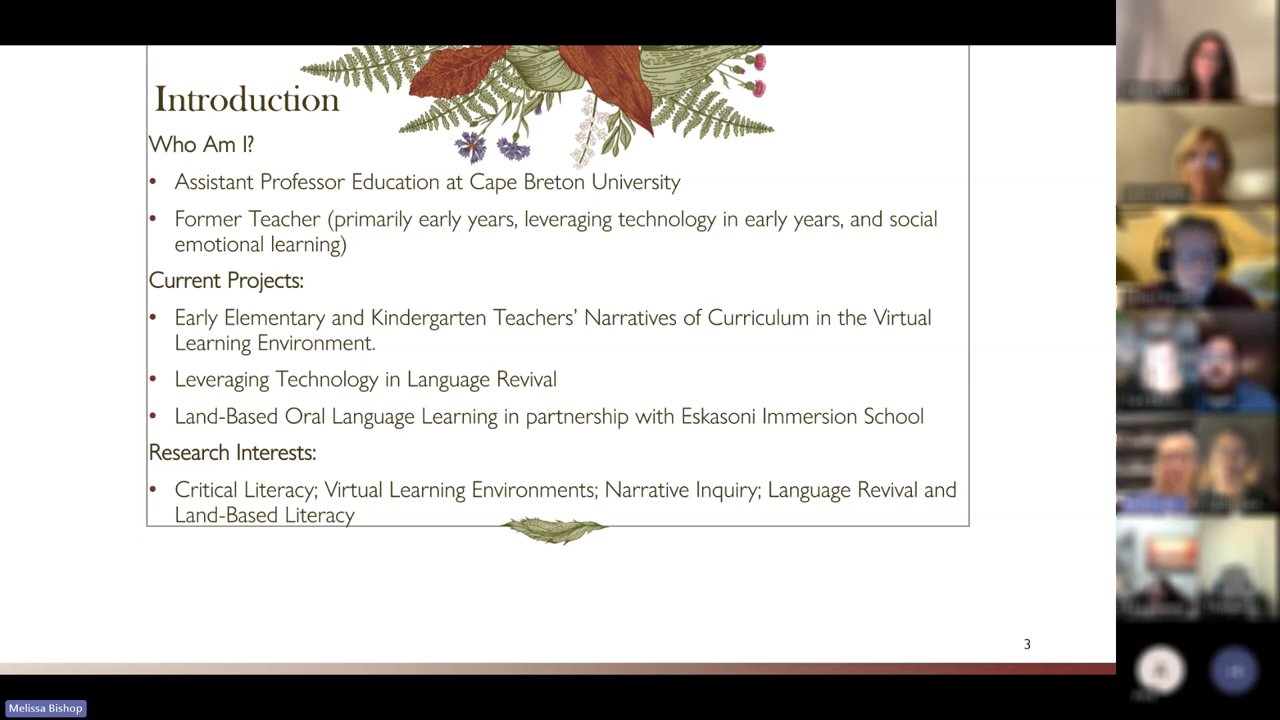 Introduction
Who Am I?
• Assistant Professor Education at Cape Breton University
• Former Teacher (primarily early years, leveraging technology in early years, and social
emotional learning)
Current Projects:
• Early Elementary and Kindergarten Teachers’ Narratives of Curriculum in the Virtual
Learning Environment.
• Leveraging Technology in Language Revival
• Land-Based Oral Language Learning in partnership with Eskasoni Immersion School
Research Interests:
• Critical Literacy; Virtual Learning Environments; Narrative Inquiry; Language Revival and
Land-Based Literacy
3
Melissa Bishop